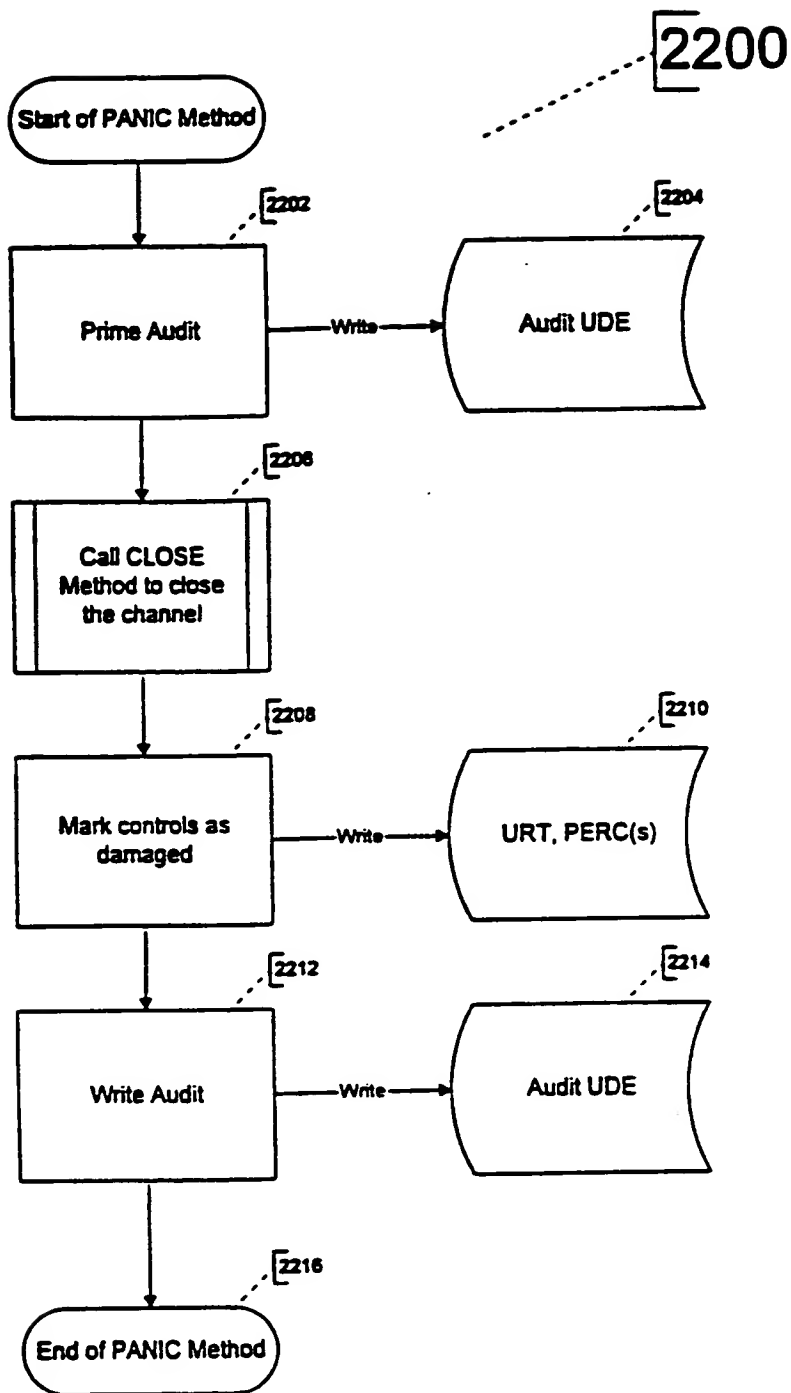 2200
Start of PANIC Method
2202
2204
Prime Audit
Write
Audit UDE
2206
Call CLOSE
Method to close
the channel
2208
2210
Mark controls as
damaged
Write
URT, PERC(s)
2212
2214
Write Audit
Write
Audit UDE
2216
End of PANIC Method